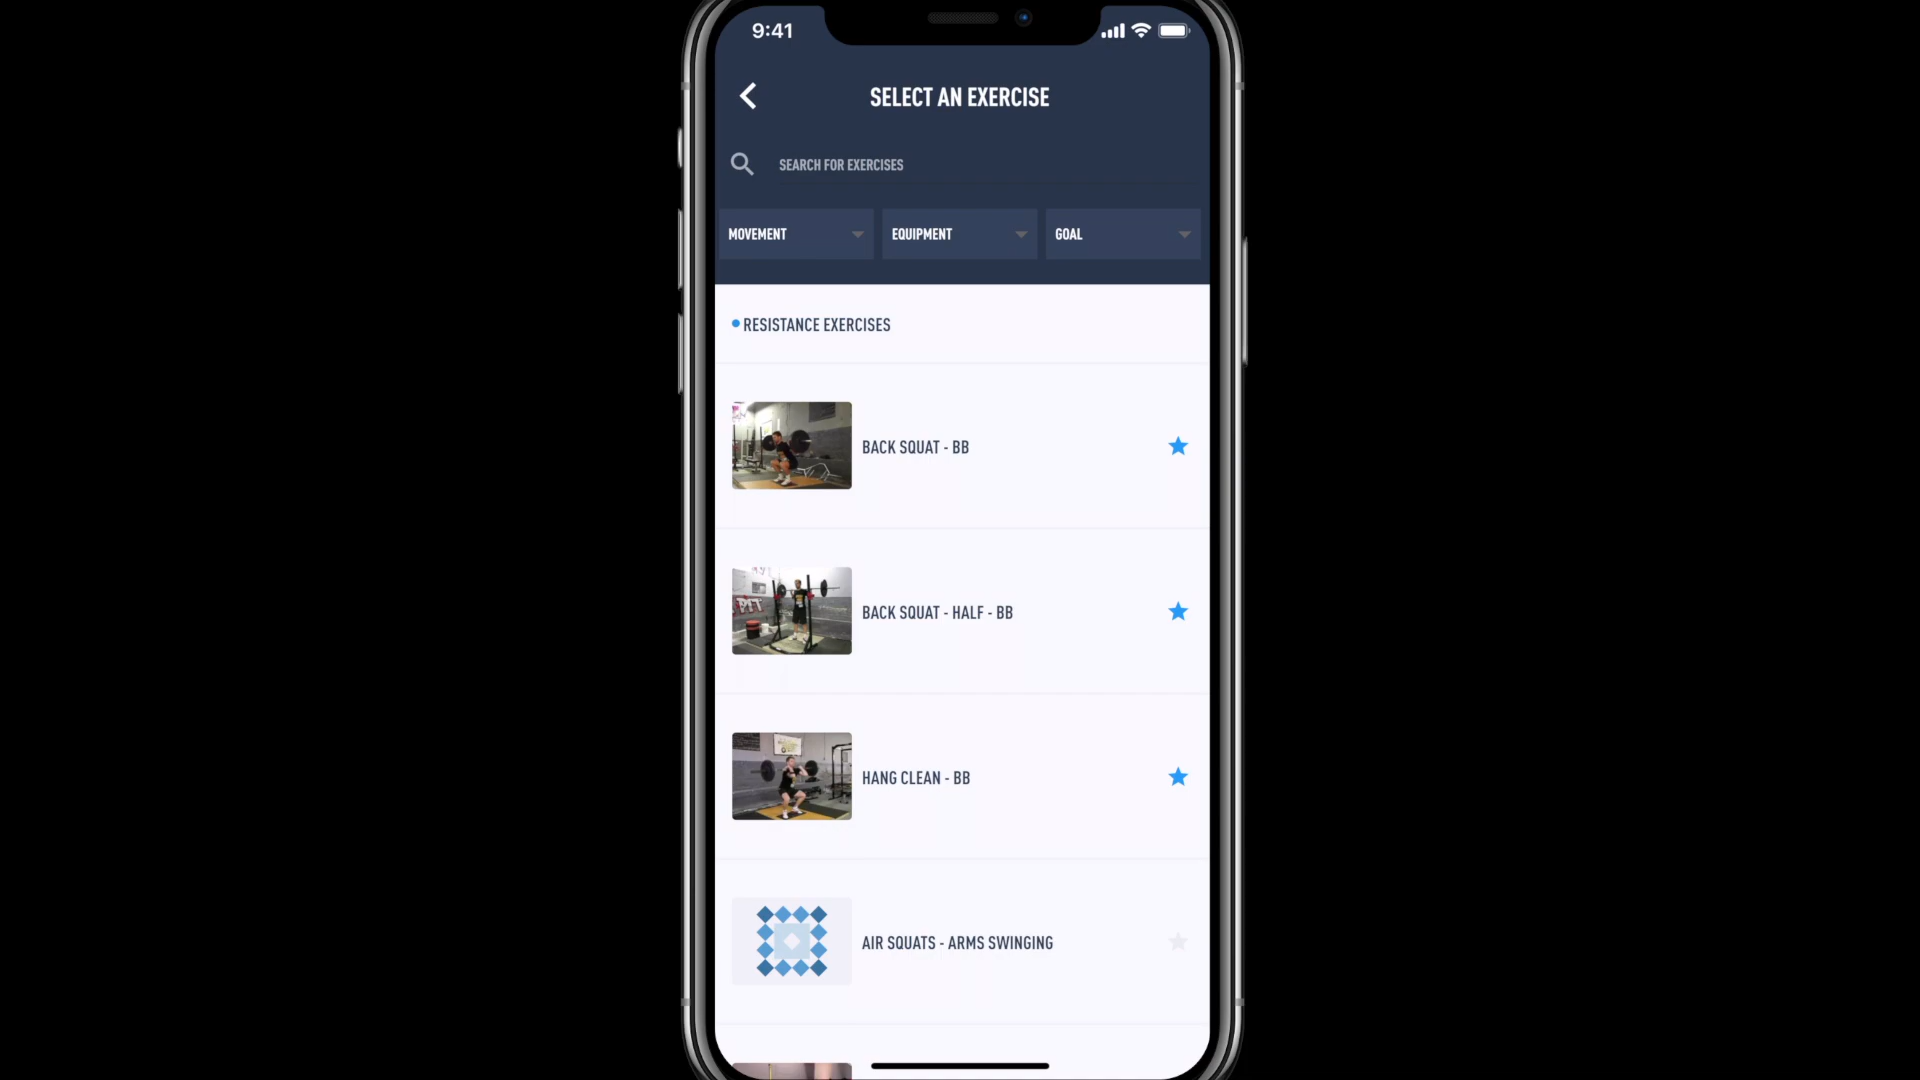 9:41
SELECT AN EXERCISE
SEARCH FOR EXERCISES
MOVEMENT
EQUIPMENT
GOAL
RESISTANCE EXERCISES
BACK SQUAT - BB
PIT
BACK SQUAT - HALF - BB
HANG CLEAN - BB
AIR SQUATS - ARMS SWINGING